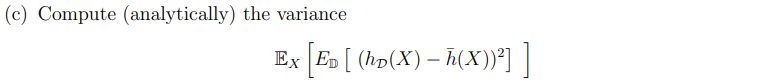 (c) Compute (analytically) the variance
𝔼_X [ E_𝔻 [ (h_𝒟(X) − h̄(X))²] ]